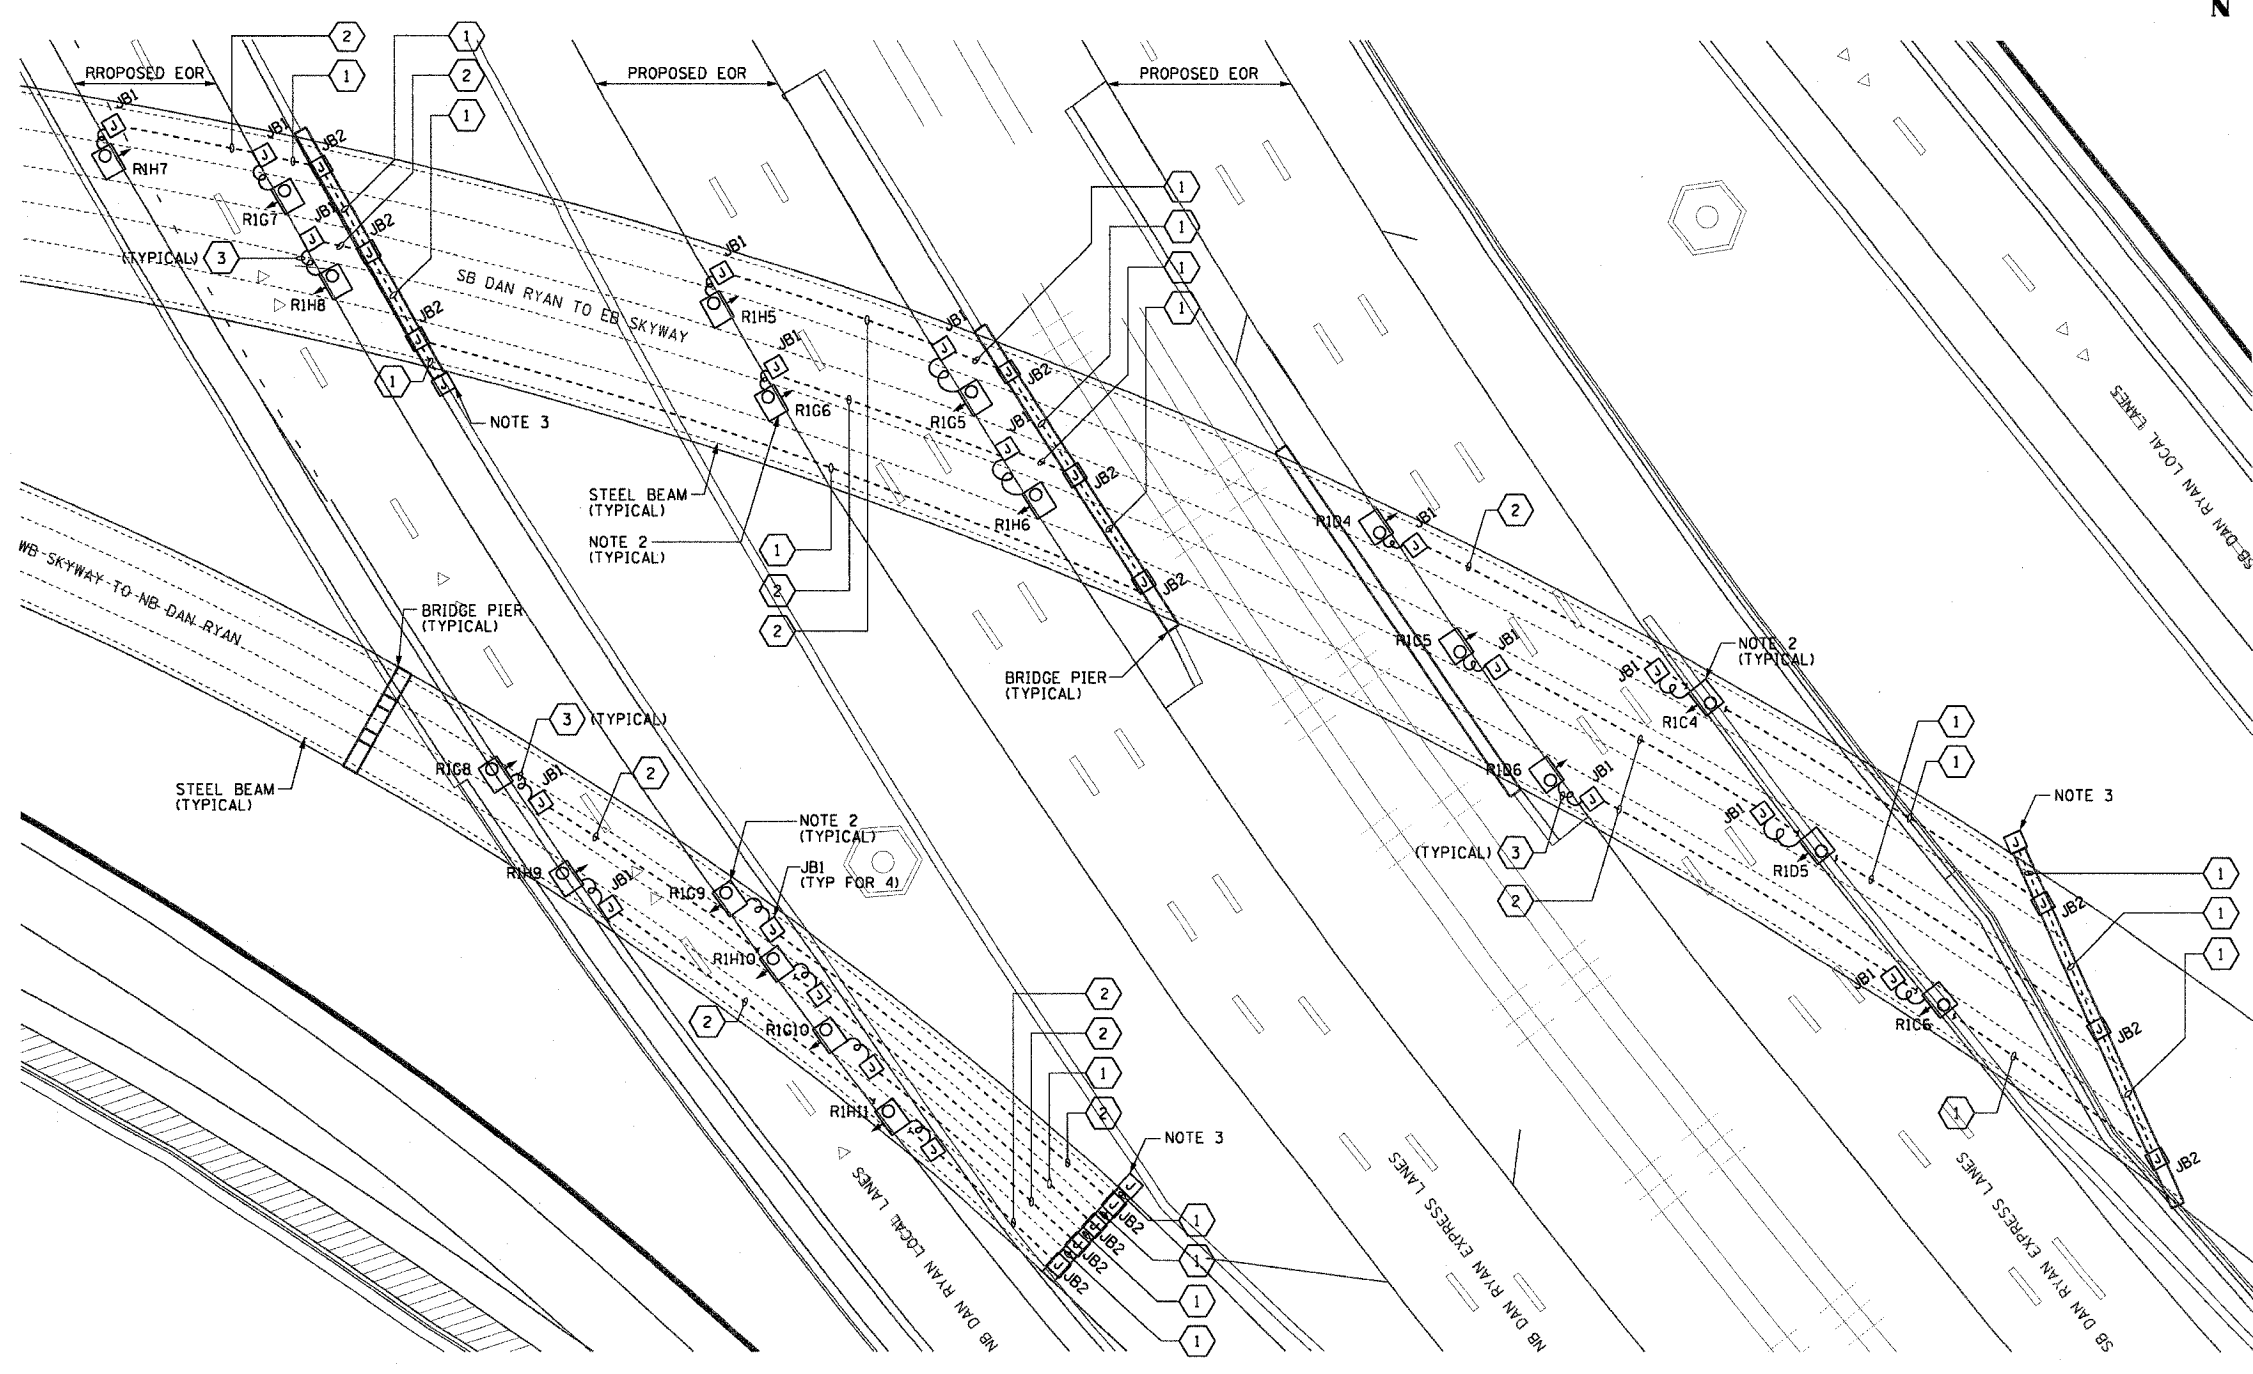 N
2
1
2
1
1
RROPOSED EOR
PROPOSED EOR
PROPOSED EOR
JB1
JB1
JB2
R1H7
R1G7
JB1
JB2
(TYPICAL) 3
R1H8
JB2
1
NOTE 3
SB DAN RYAN TO EB SKYWAY
JB1
R1H5
JB1
R1G6
1
1
1
1
JB1
JB2
R1G5
JB1
JB2
R1H6
JB2
STEEL BEAM
(TYPICAL)
NOTE 2
(TYPICAL)
1
2
2
BRIDGE PIER
(TYPICAL)
R1D4
JB1
2
R1C5
JB1
R1D6
JB1
(TYPICAL) 3
2
NOTE 2
(TYPICAL)
JB1
R1C4
JB1
R1D5
JB1
R1C6
1
1
NOTE 3
1
1
1
JB2
JB2
JB2
1
SB DAN RYAN LOCAL LANES
WB SKYWAY TO NB DAN RYAN
BRIDGE PIER
(TYPICAL)
STEEL BEAM
(TYPICAL)
R1G8
3 (TYPICAL)
JB1
2
R1H9
JB1
NOTE 2
(TYPICAL)
JB1
(TYP FOR 4)
R1G9
R1H10
2
R1G10
R1H11
2
2
1
2
NOTE 3
JB2
JB2
JB2
JB2
1
1
1
1
NB DAN RYAN LOCAL LANES
NB DAN RYAN EXPRESS LANES
SB DAN RYAN EXPRESS LANES